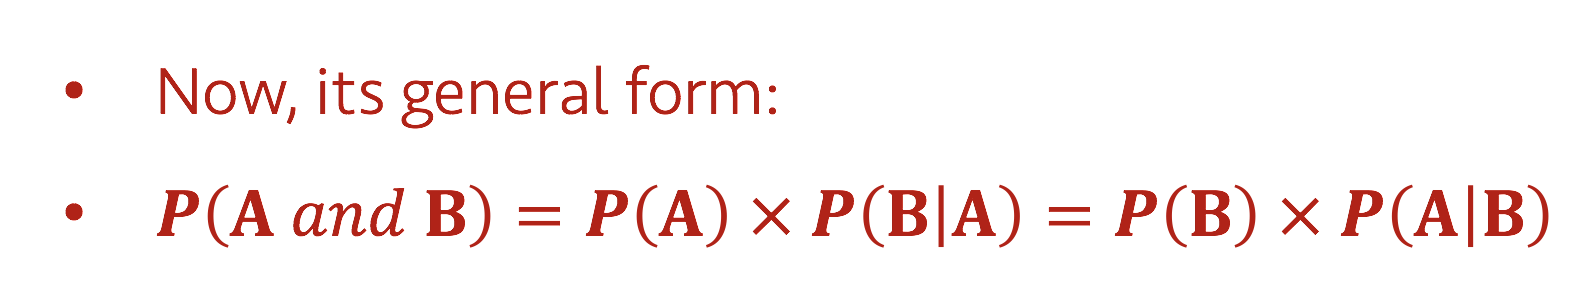 • Now, its general form:
• P(A and B) = P(A) × P(B|A) = P(B) × P(A|B)